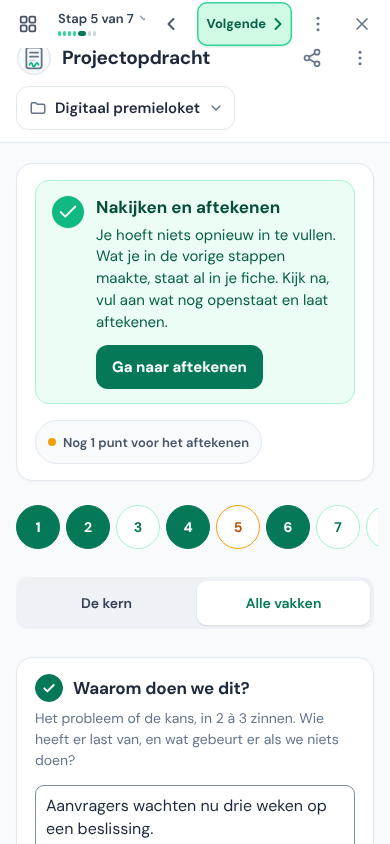 Stap 5 van 7
Volgende
Projectopdracht
Digitaal premieloket
Nakijken en aftekenen
Je hoeft niets opnieuw in te vullen.
Wat je in de vorige stappen
maakte, staat al in je fiche. Kijk na,
vul aan wat nog openstaat en laat
aftekenen.
Ga naar aftekenen
Nog 1 punt voor het aftekenen
1 2 3 4 5 6 7
De kern Alle vakken
Waarom doen we dit?
Het probleem of de kans, in 2 à 3 zinnen. Wie
heeft er last van, en wat gebeurt er als we niets
doen?
Aanvragers wachten nu drie weken op
een beslissing.